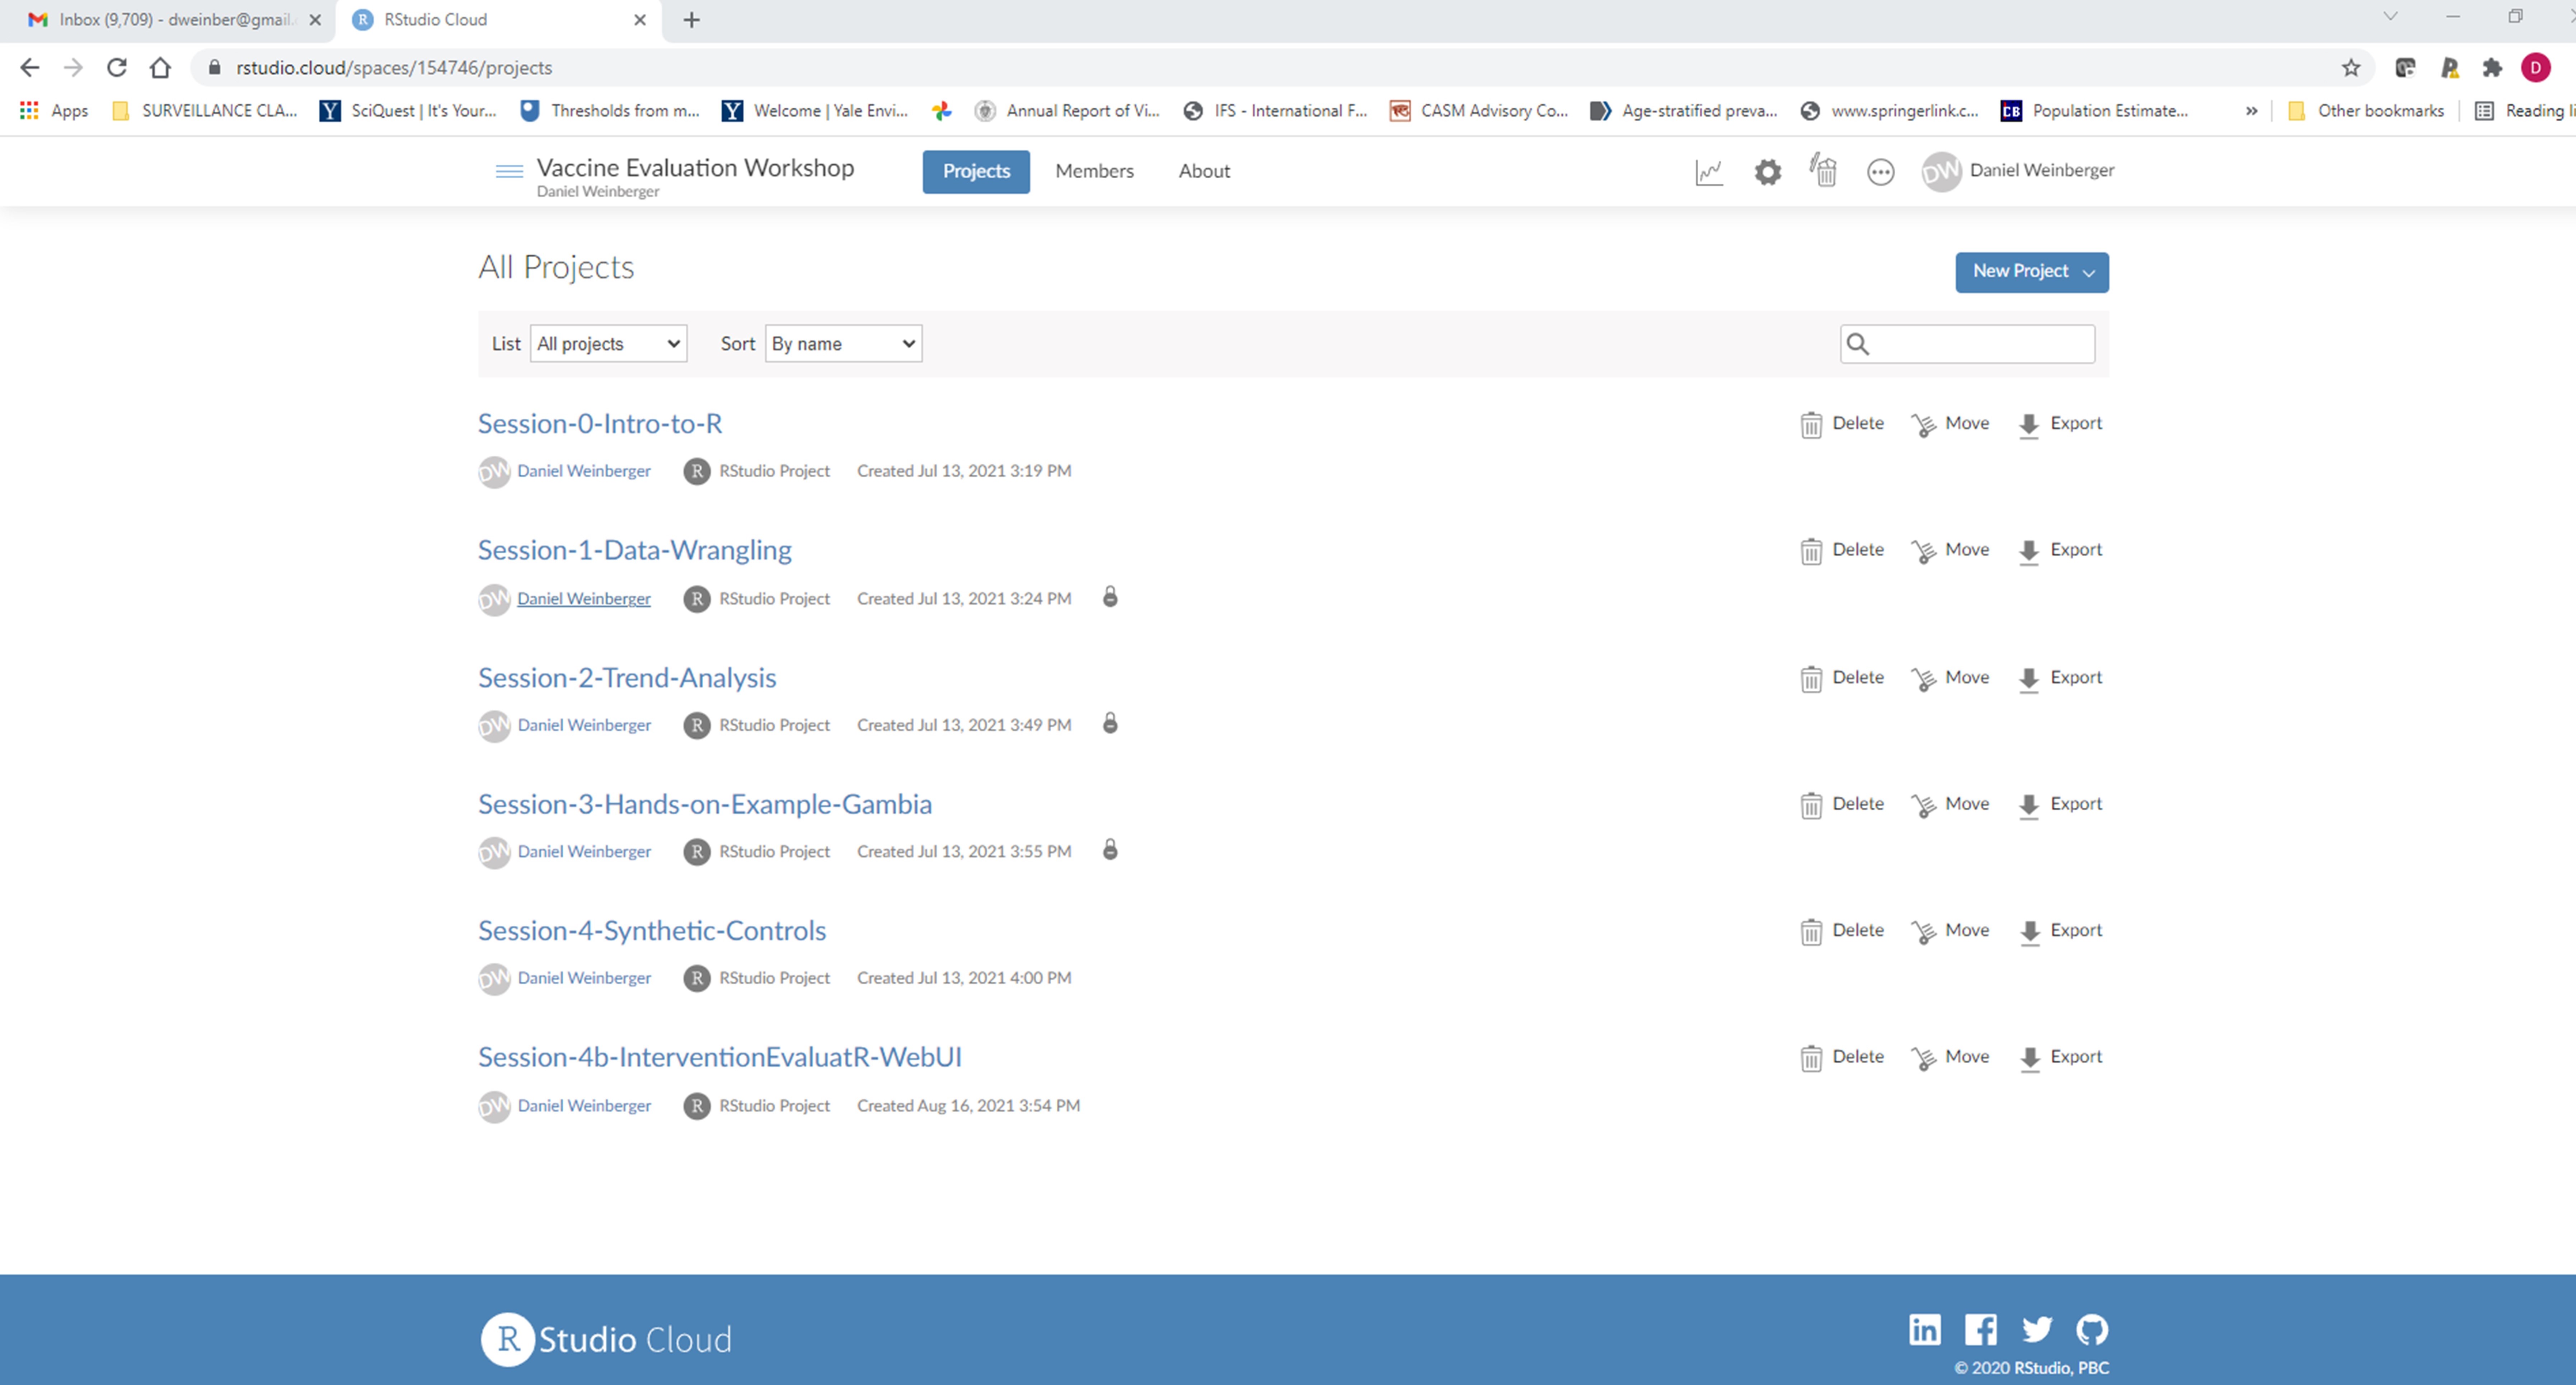 Inbox (9,709) - dweinber@gmail. RStudio Cloud
rstudio.cloud/spaces/154746/projects D
Apps SURVEILLANCE CLA... SciQuest | It's Your... Thresholds from m... Welcome | Yale Envi... Annual Report of Vi... IFS - International F... CASM Advisory Co... Age-stratified preva... www.springerlink.c... Population Estimate... » Other bookmarks Reading li
Vaccine Evaluation Workshop Projects Members About DW Daniel Weinberger
Daniel Weinberger
All Projects New Project
List All projects Sort By name
Session-0-Intro-to-R Delete Move Export
DW Daniel Weinberger R RStudio Project Created Jul 13, 2021 3:19 PM
Session-1-Data-Wrangling Delete Move Export
DW Daniel Weinberger R RStudio Project Created Jul 13, 2021 3:24 PM
Session-2-Trend-Analysis Delete Move Export
DW Daniel Weinberger R RStudio Project Created Jul 13, 2021 3:49 PM
Session-3-Hands-on-Example-Gambia Delete Move Export
DW Daniel Weinberger R RStudio Project Created Jul 13, 2021 3:55 PM
Session-4-Synthetic-Controls Delete Move Export
DW Daniel Weinberger R RStudio Project Created Jul 13, 2021 4:00 PM
Session-4b-InterventionEvaluatR-WebUI Delete Move Export
DW Daniel Weinberger R RStudio Project Created Aug 16, 2021 3:54 PM
R Studio Cloud
© 2020 RStudio, PBC